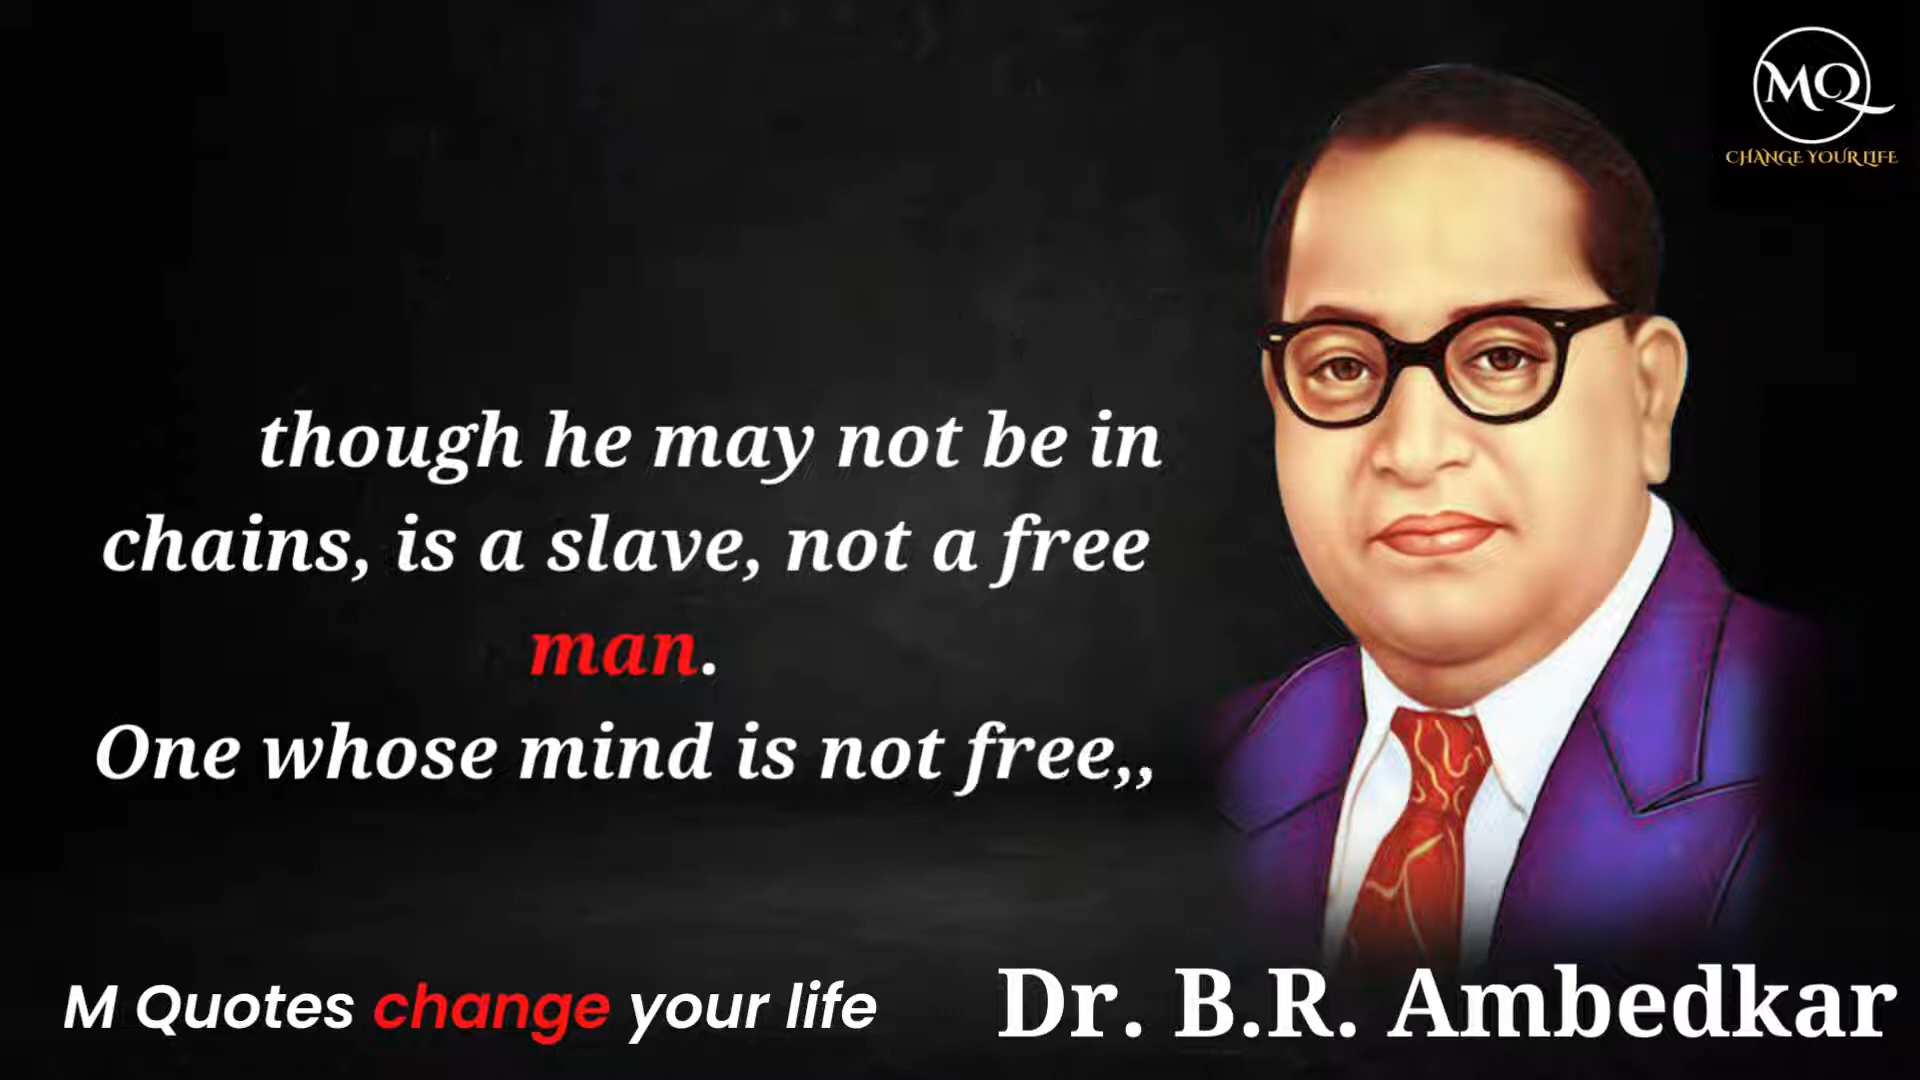 MQ
CHANGE YOUR LIFE
though he may not be in
chains, is a slave, not a free
man.
One whose mind is not free,,
M Quotes change your life
Dr. B.R. Ambedkar